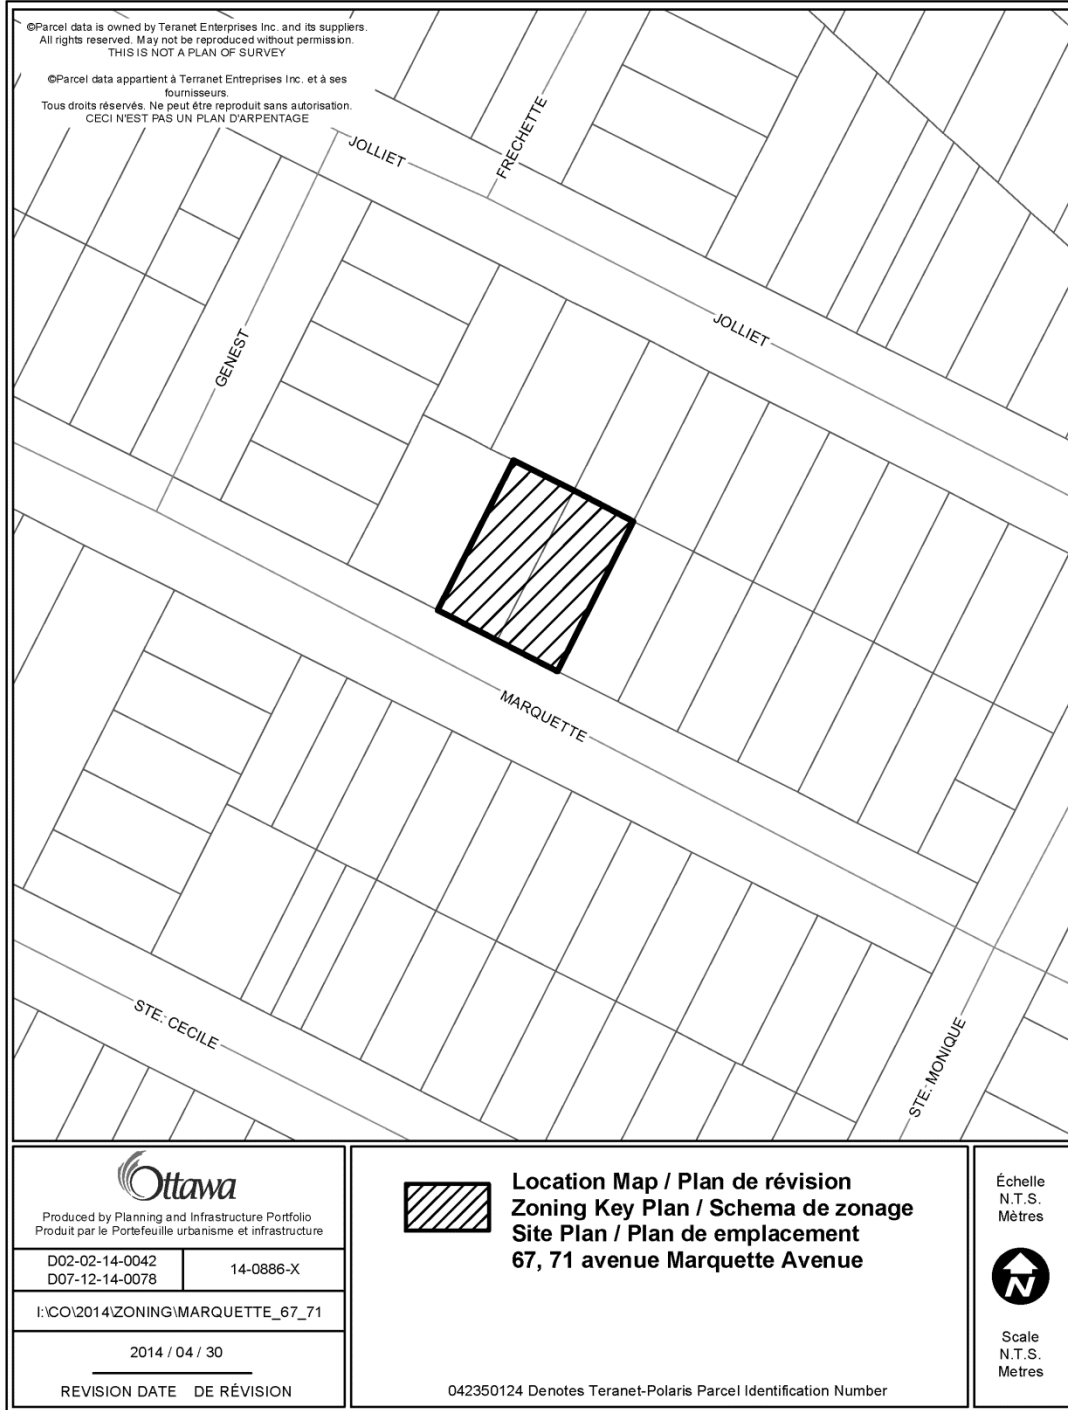 ©Parcel data is owned by Teranet Enterprises Inc. and its suppliers.
All rights reserved. May not be reproduced without permission.
THIS IS NOT A PLAN OF SURVEY
©Parcel data appartient à Terranet Entreprises Inc. et à ses
fournisseurs.
Tous droits réservés. Ne peut être reproduit sans autorisation.
CECI N'EST PAS UN PLAN D'ARPENTAGE
JOLLIET
FRECHETTE
JOLLIET
GENEST
MARQUETTE
STE. CECILE
STE. MONIQUE
Ottawa
Produced by Planning and Infrastructure Portfolio
Produit par le Portefeuille urbanisme et infrastructure
D02-02-14-0042
D07-12-14-0078
14-0886-X
I:\CO\2014\ZONING\MARQUETTE_67_71
2014 / 04 / 30
REVISION DATE DE RÉVISION
Location Map / Plan de révision
Zoning Key Plan / Schema de zonage
Site Plan / Plan de emplacement
67, 71 avenue Marquette Avenue
042350124 Denotes Teranet-Polaris Parcel Identification Number
Échelle
N.T.S.
Mètres
N
Scale
N.T.S.
Metres